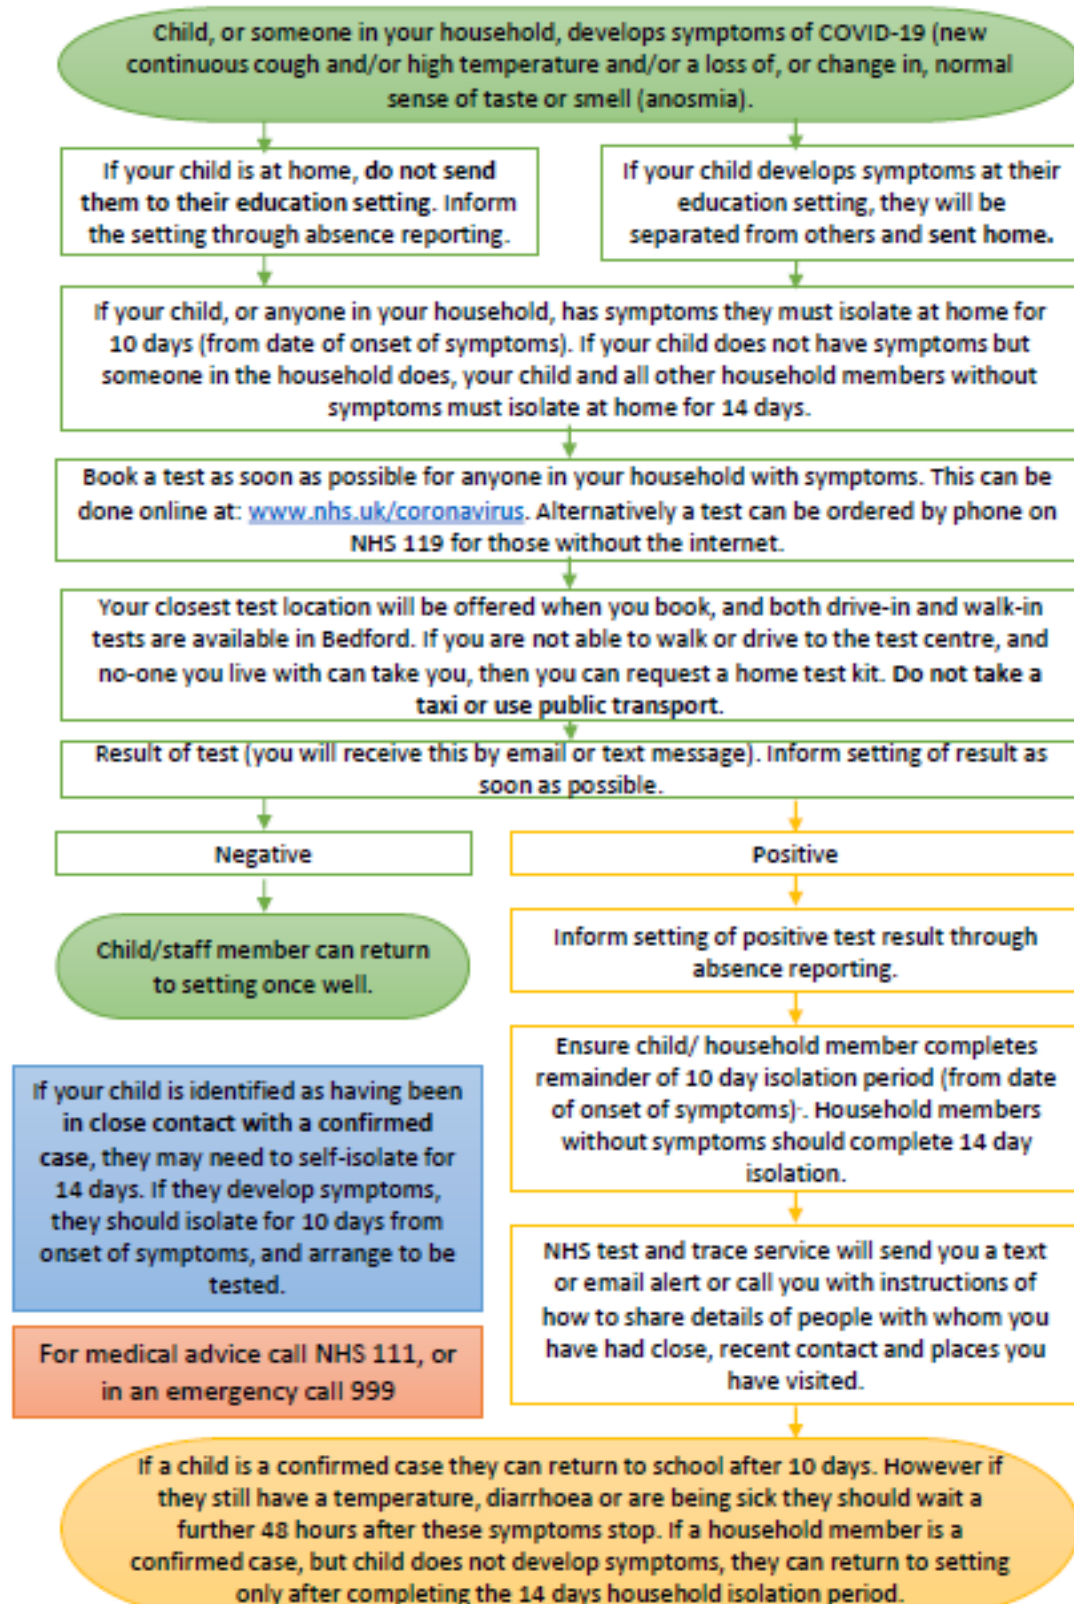 Child, or someone in your household, develops symptoms of COVID-19 (new
continuous cough and/or high temperature and/or a loss of, or change in, normal
sense of taste or smell (anosmia).
If your child is at home, do not send
them to their education setting. Inform
the setting through absence reporting.
If your child develops symptoms at their
education setting, they will be
separated from others and sent home.
If your child, or anyone in your household, has symptoms they must isolate at home for
10 days (from date of onset of symptoms). If your child does not have symptoms but
someone in the household does, your child and all other household members without
symptoms must isolate at home for 14 days.
Book a test as soon as possible for anyone in your household with symptoms. This can be
done online at: www.nhs.uk/coronavirus. Alternatively a test can be ordered by phone on
NHS 119 for those without the internet.
Your closest test location will be offered when you book, and both drive-in and walk-in
tests are available in Bedford. If you are not able to walk or drive to the test centre, and
no-one you live with can take you, then you can request a home test kit. Do not take a
taxi or use public transport.
Result of test (you will receive this by email or text message). Inform setting of result as
soon as possible.
Negative
Child/staff member can return
to setting once well.
Positive
Inform setting of positive test result through
absence reporting.
Ensure child/ household member completes
remainder of 10 day isolation period (from date
of onset of symptoms). Household members
without symptoms should complete 14 day
isolation.
NHS test and trace service will send you a text
or email alert or call you with instructions of
how to share details of people with whom you
have had close, recent contact and places you
have visited.
If your child is identified as having been
in close contact with a confirmed
case, they may need to self-isolate for
14 days. If they develop symptoms,
they should isolate for 10 days from
onset of symptoms, and arrange to be
tested.
For medical advice call NHS 111, or
in an emergency call 999
If a child is a confirmed case they can return to school after 10 days. However if
they still have a temperature, diarrhoea or are being sick they should wait a
further 48 hours after these symptoms stop. If a household member is a
confirmed case, but child does not develop symptoms, they can return to setting
only after completing the 14 days household isolation period.